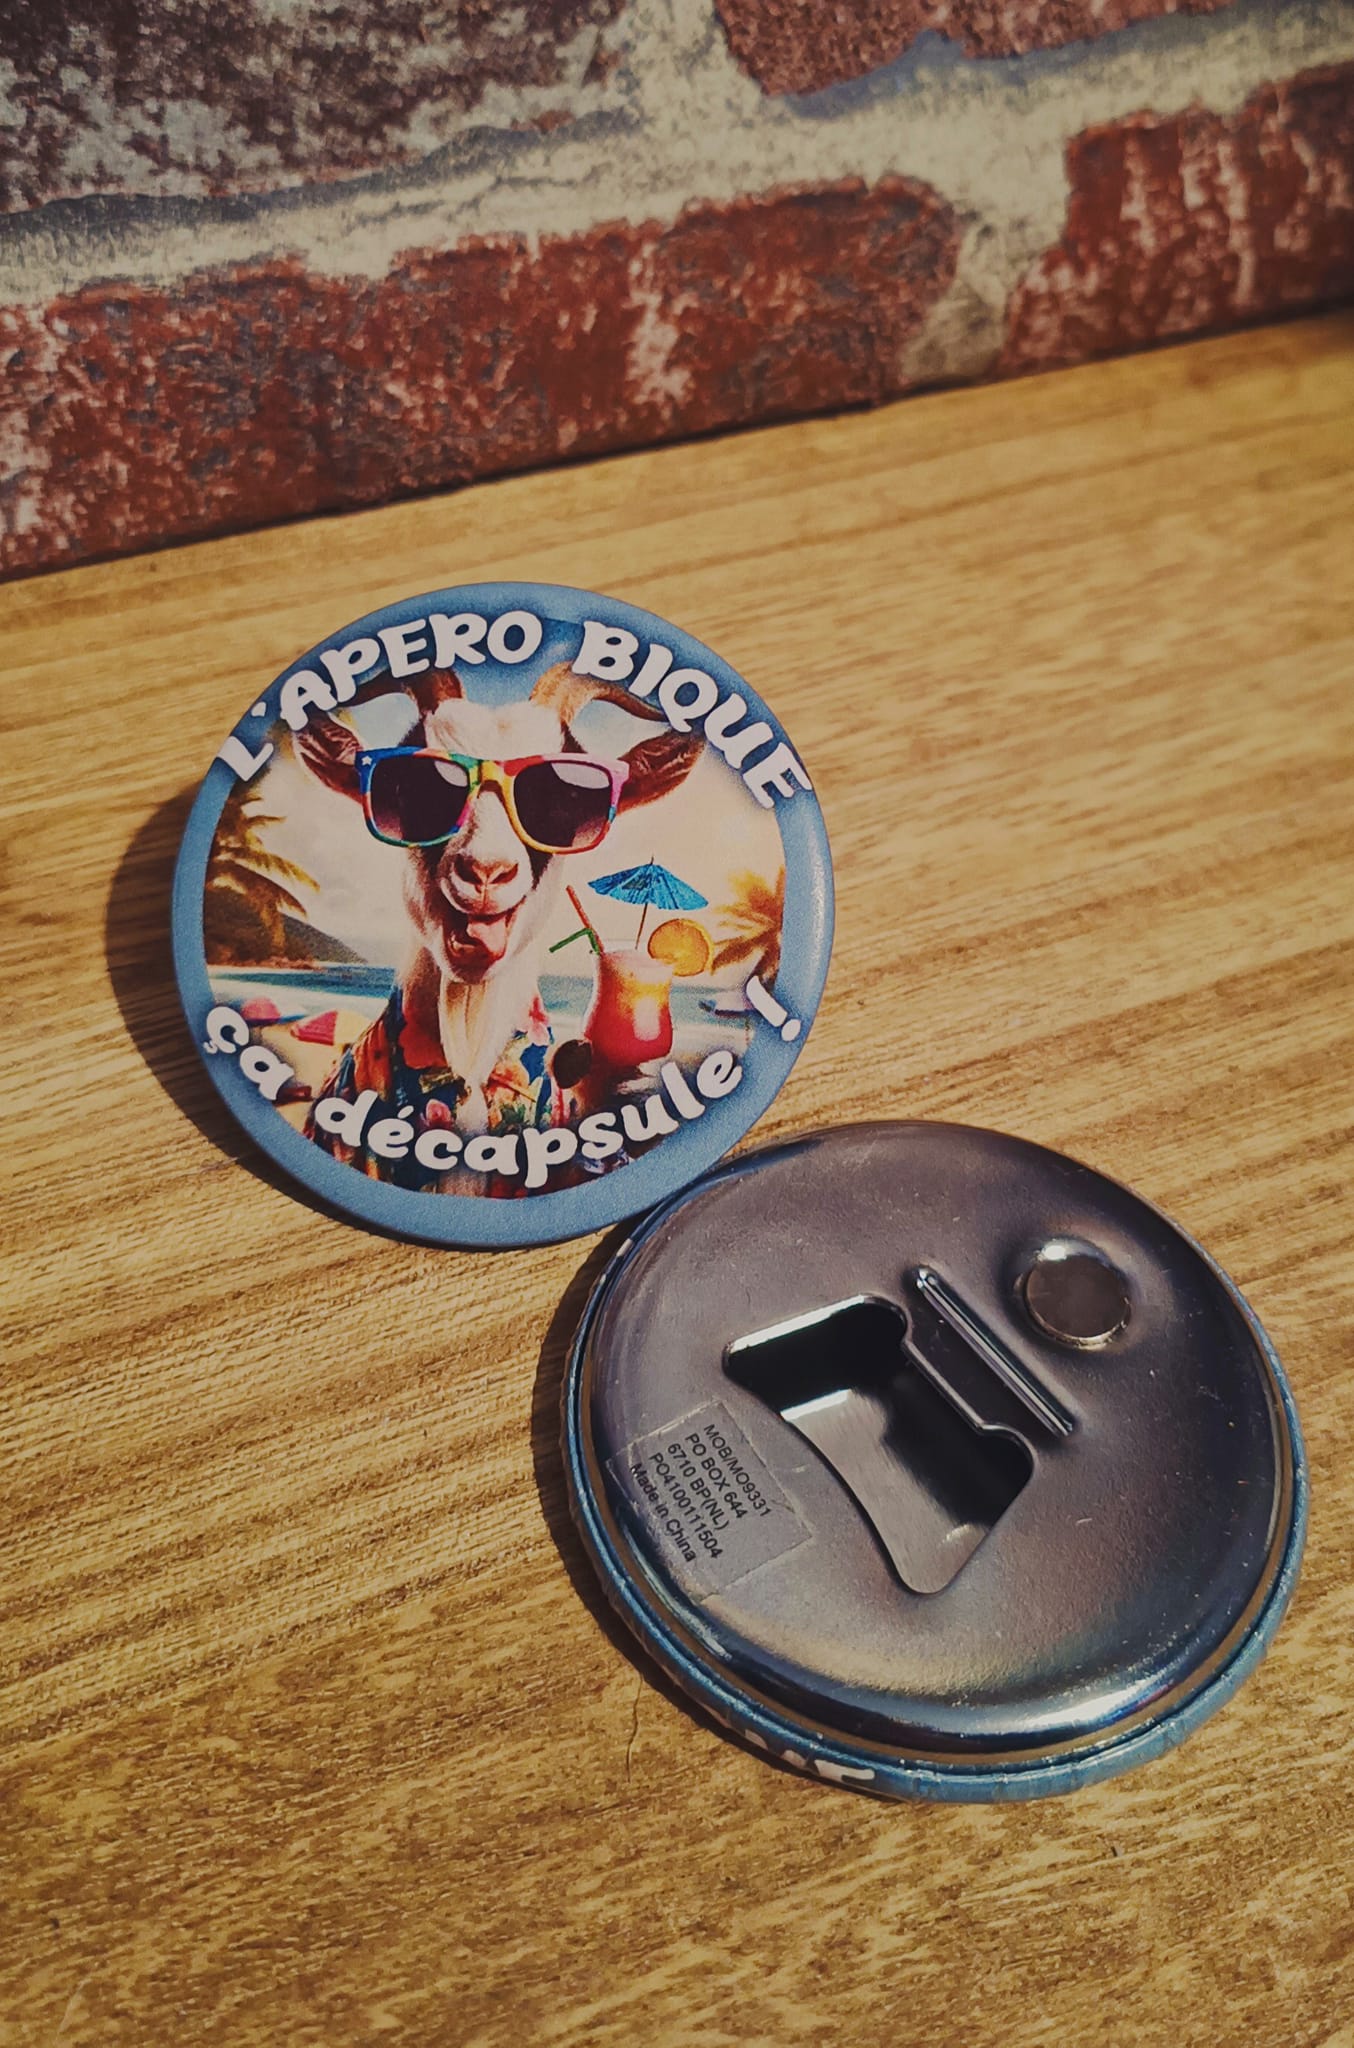 L'APERO BIQUE
ça décapsule !
MOB/MO9331
PO BOX 644
6710 BP(NL)
PO4100111504
Made in China